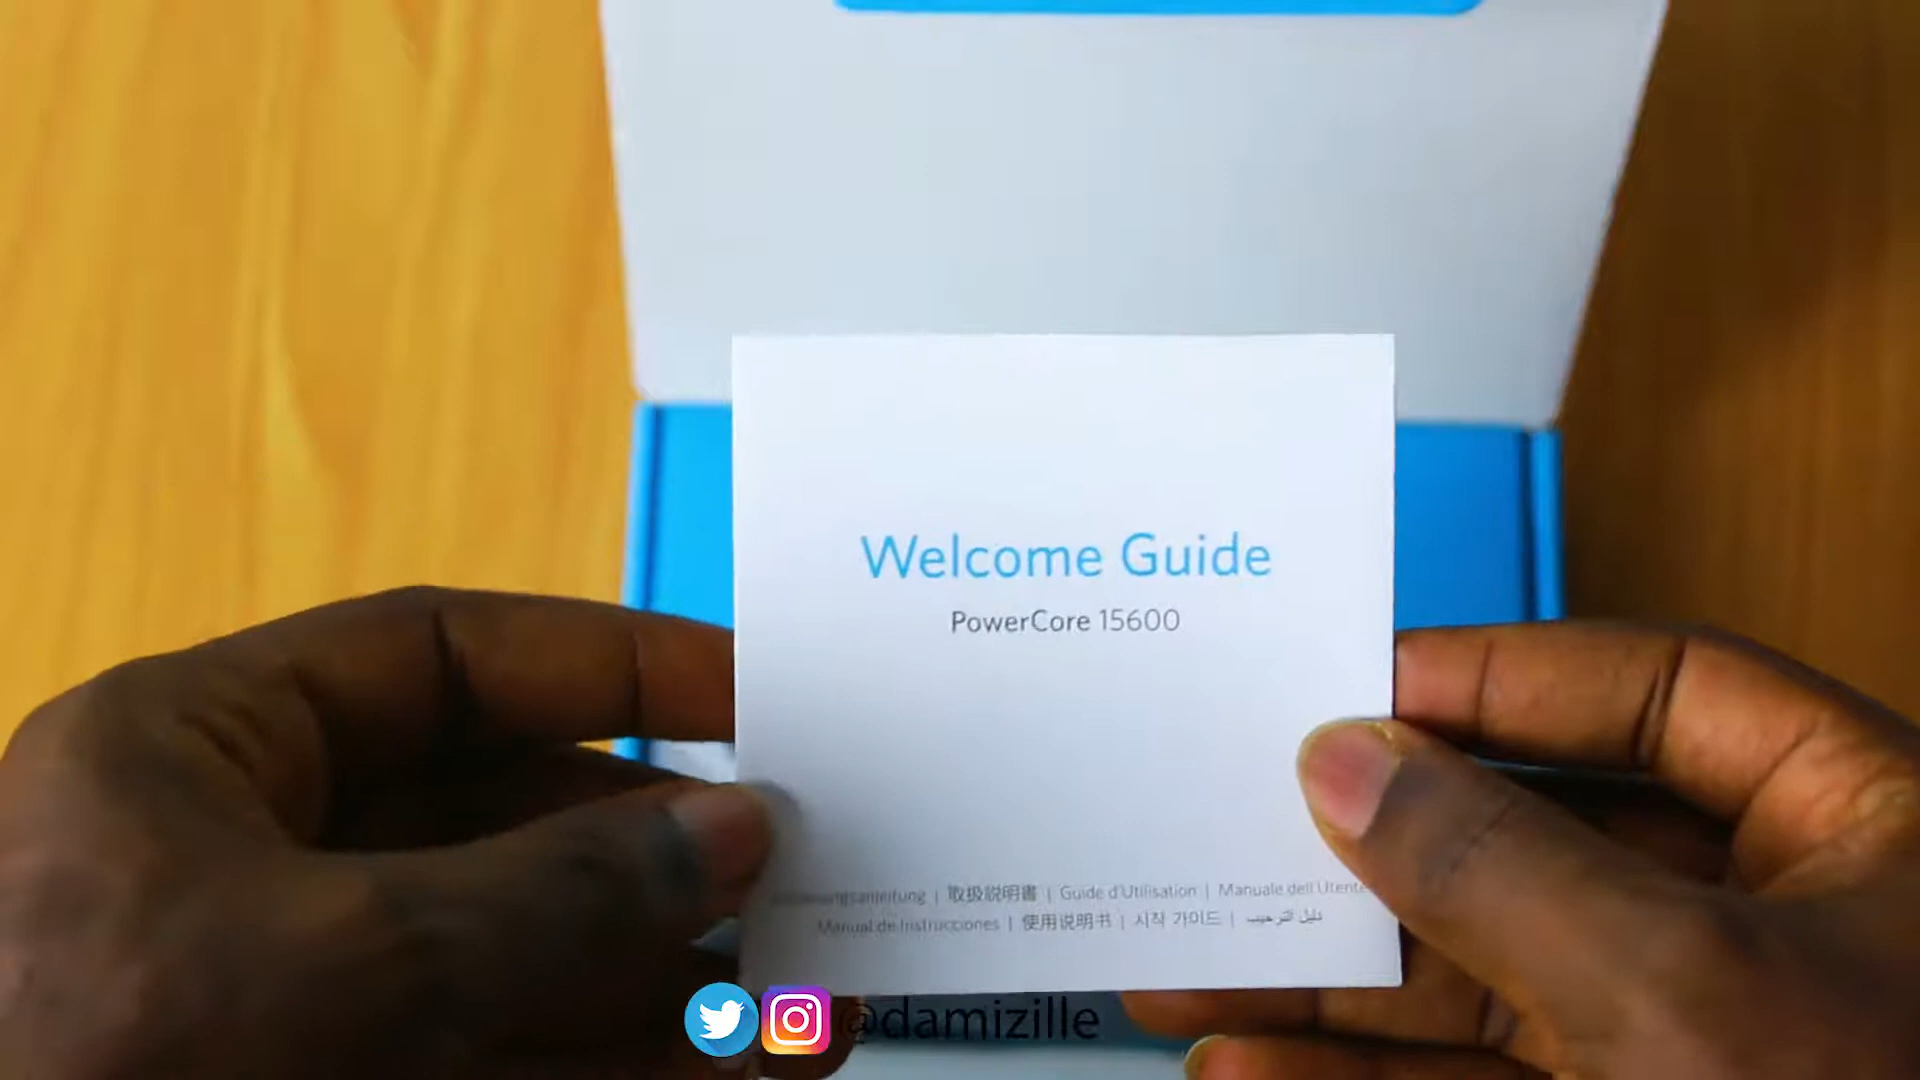 Welcome Guide
PowerCore 15600
| 取扱説明書 | Guide d'Utilisation | Manuale dell'Utente
Manual de Instrucciones | 使用说明书 | 시작 가이드 | دليل الترحيب
@damizille